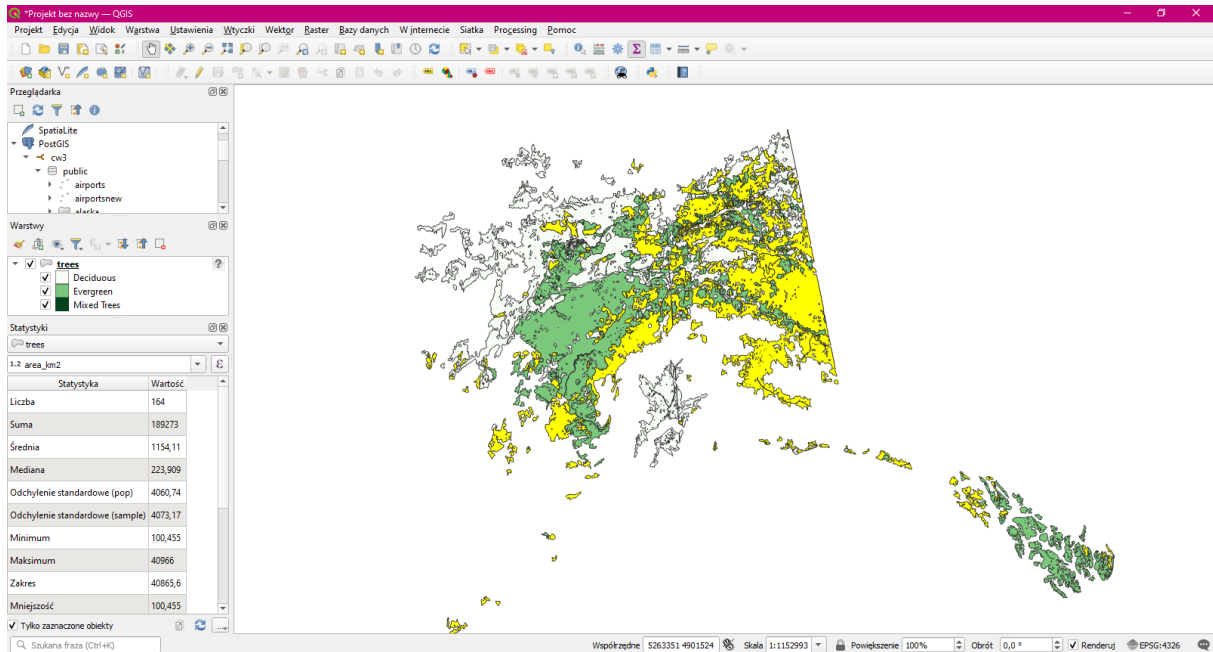 *Projekt bez nazwy — QGIS
Projekt Edycja Widok Warstwa Ustawienia Wtyczki Wektor Raster Bazy danych W internecie Siatka Processing Pomoc
Przeglądarka
SpatiaLite
PostGIS
cw3
public
airports
airportsnew
alaska
Warstwy
trees
Deciduous
Evergreen
Mixed Trees
Statystyki
trees
1.2 area_km2
Statystyka Wartość
Liczba 164
Suma 189273
Średnia 1154,11
Mediana 223,909
Odchylenie standardowe (pop) 4060,74
Odchylenie standardowe (sample) 4073,17
Minimum 100,455
Maksimum 40966
Zakres 40865,6
Mniejszość 100,455
Tylko zaznaczone obiekty
Szukana fraza (Ctrl+K) Współrzędne 5263351 4901524 Skala 1:1152993 Powiększenie 100% Obrót 0,0 ° Renderuj EPSG:4326